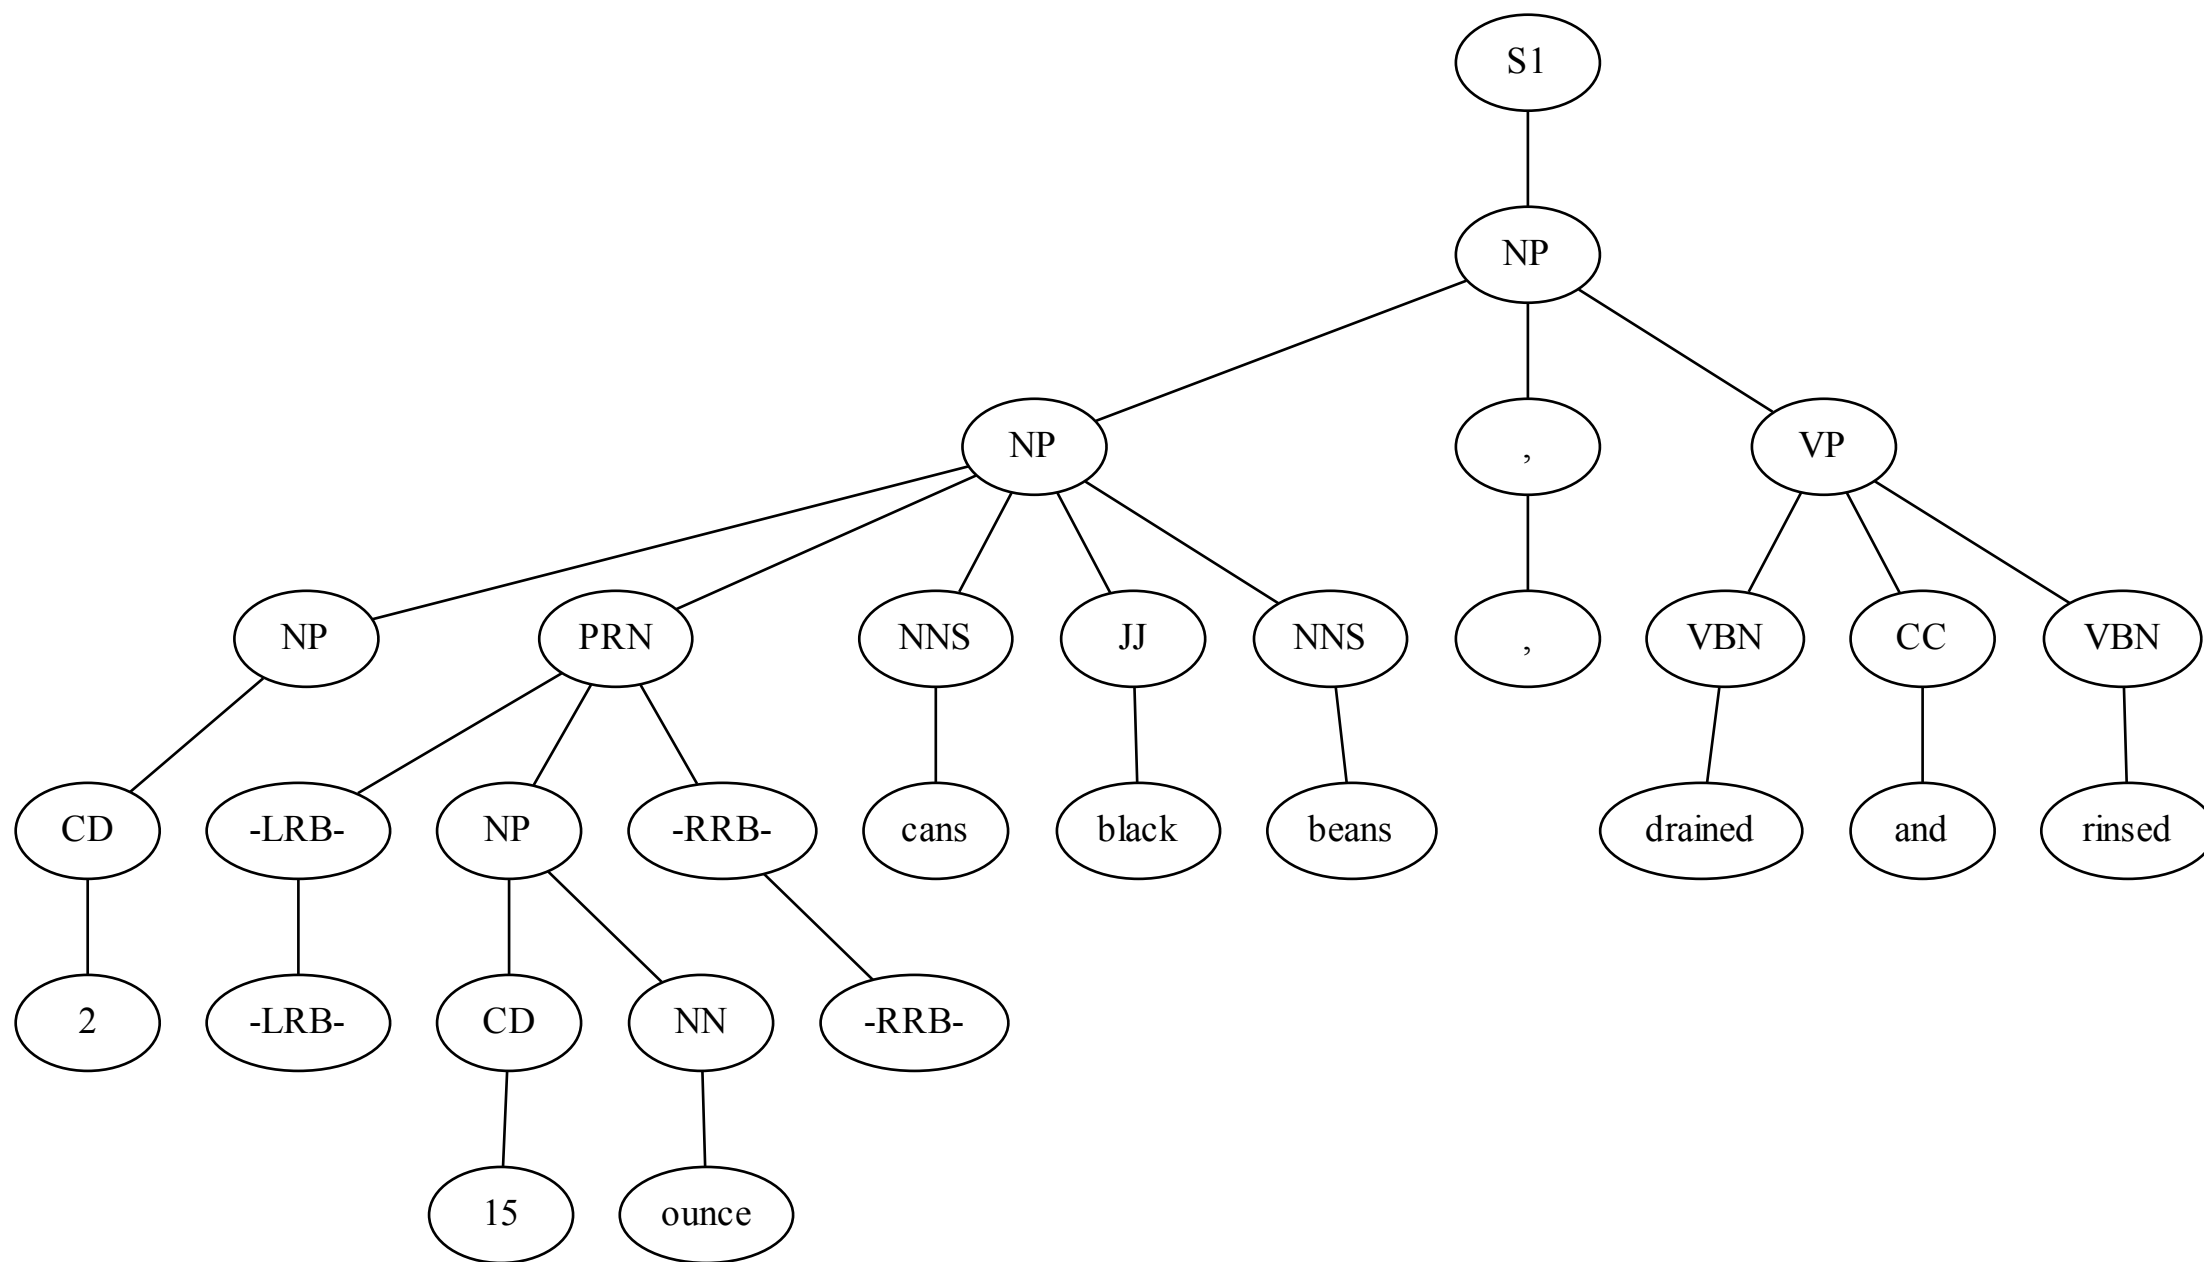 S1
NP
NP , VP
NP PRN NNS JJ NNS , VBN CC VBN
CD -LRB- NP -RRB- cans black beans drained and rinsed
2 -LRB- CD NN -RRB-
15 ounce